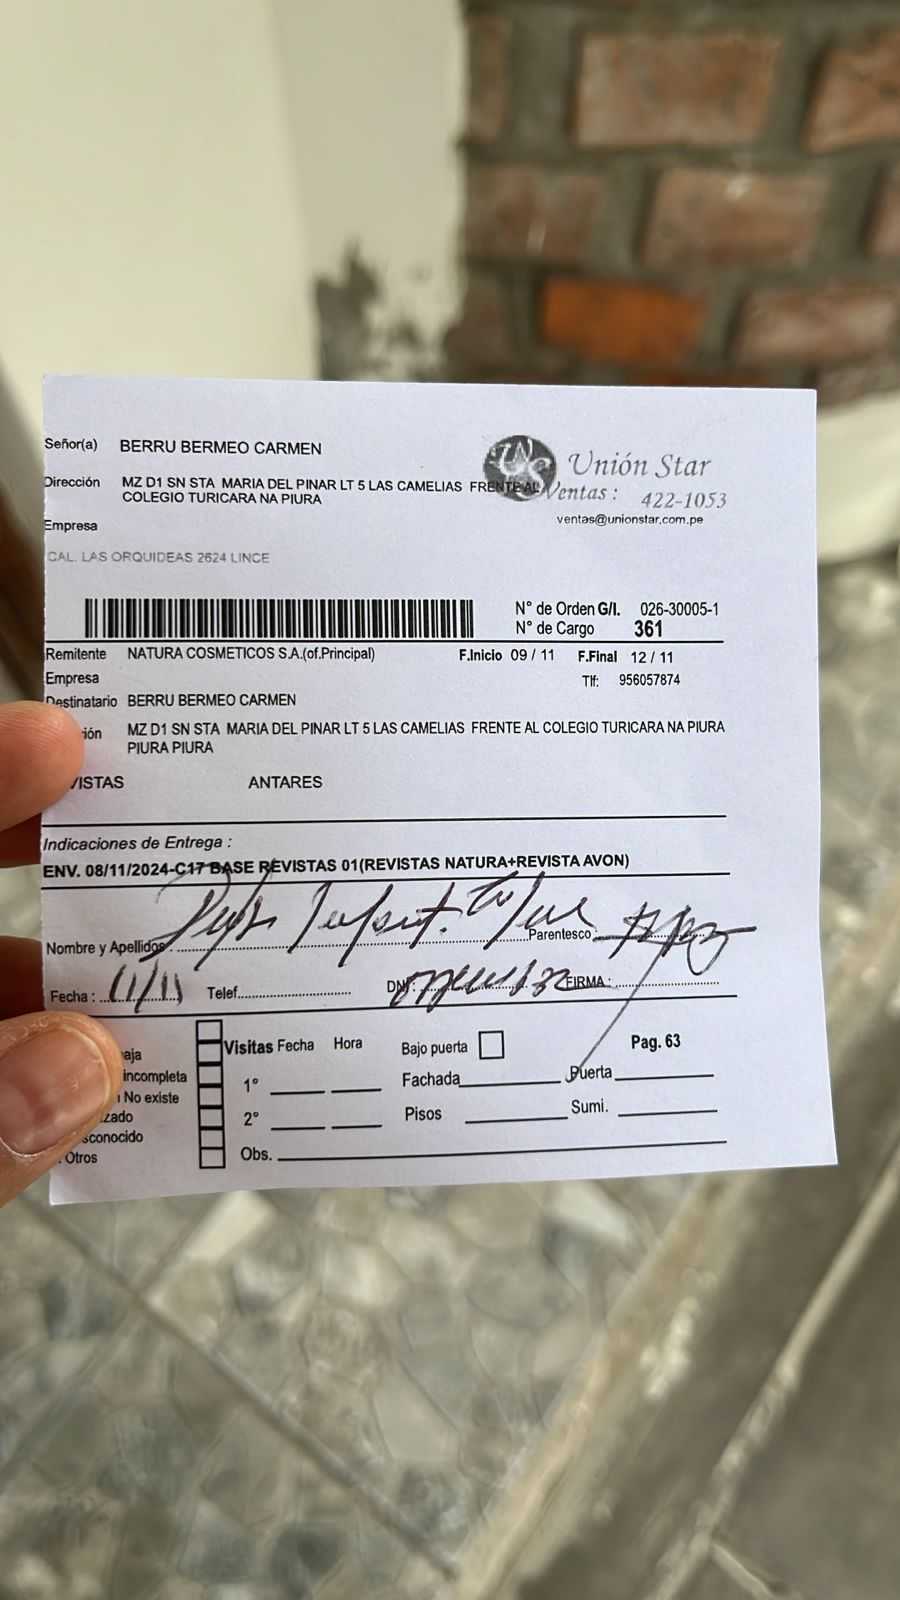 Señor(a) BERRU BERMEO CARMEN
Unión Star
Dirección MZ D1 SN STA MARIA DEL PINAR LT 5 LAS CAMELIAS FRENTE AL
COLEGIO TURICARA NA PIURA
Ventas : 422-1053
ventas@unionstar.com.pe
Empresa
CAL. LAS ORQUIDEAS 2624 LINCE
N° de Orden G/I. 026-30005-1
N° de Cargo 361
Remitente NATURA COSMETICOS S.A.(of.Principal) F.Inicio 09 / 11 F.Final 12 / 11
Empresa Tlf: 956057874
Destinatario BERRU BERMEO CARMEN
ión MZ D1 SN STA MARIA DEL PINAR LT 5 LAS CAMELIAS FRENTE AL COLEGIO TURICARA NA PIURA
PIURA PIURA
VISTAS ANTARES
Indicaciones de Entrega :
ENV. 08/11/2024-C17 BASE REVISTAS 01(REVISTAS NATURA+REVISTA AVON)
Nombre y Apellidos : Parentesco
Fecha : 11/11 Telef. DNI : FIRMA :
Visitas Fecha Hora Bajo puerta Pag. 63
aja
incompleta 1° Fachada Puerta
No existe
zado 2° Pisos Sumi.
sconocido
Otros Obs.